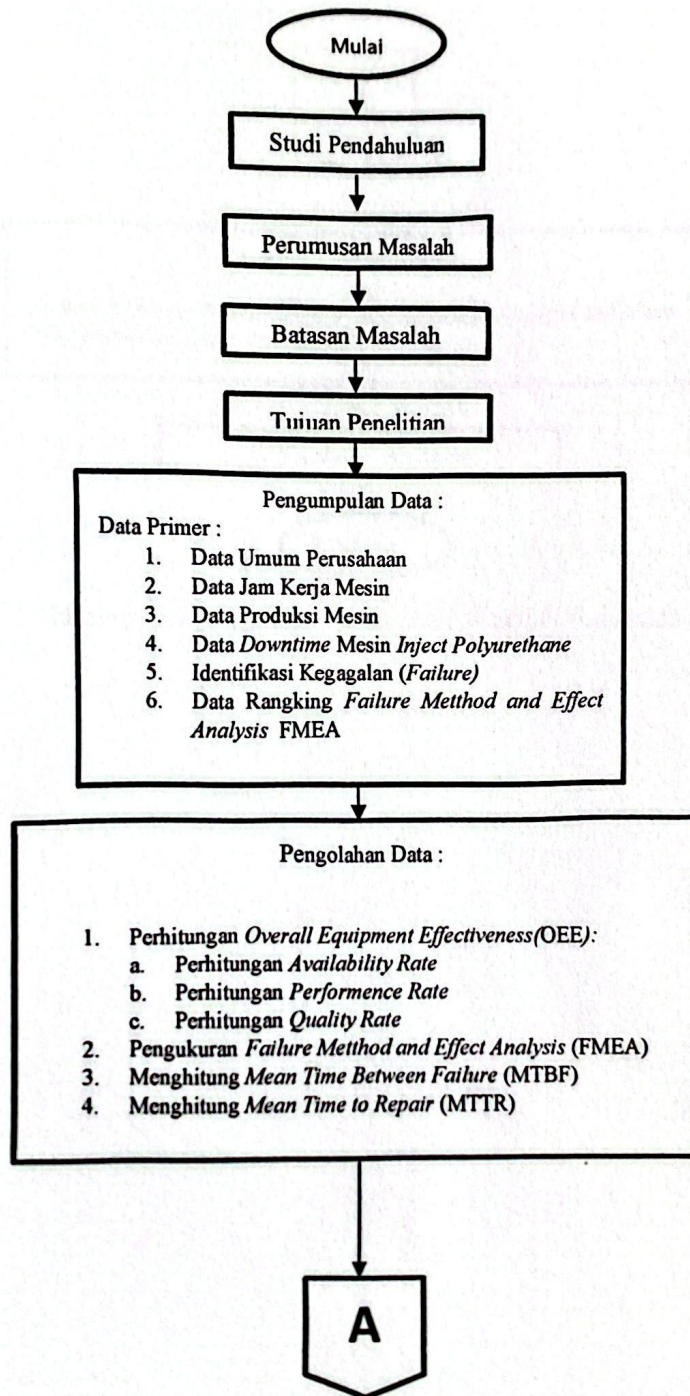 Mulai
Studi Pendahuluan
Perumusan Masalah
Batasan Masalah
Tujuan Penelitian
Pengumpulan Data :
Data Primer :
1. Data Umum Perusahaan
2. Data Jam Kerja Mesin
3. Data Produksi Mesin
4. Data Downtime Mesin Inject Polyurethane
5. Identifikasi Kegagalan (Failure)
6. Data Rangking Failure Metthod and Effect
Analysis FMEA
Pengolahan Data :
1. Perhitungan Overall Equipment Effectiveness(OEE):
a. Perhitungan Availability Rate
b. Perhitungan Performence Rate
c. Perhitungan Quality Rate
2. Pengukuran Failure Metthod and Effect Analysis (FMEA)
3. Menghitung Mean Time Between Failure (MTBF)
4. Menghitung Mean Time to Repair (MTTR)
A